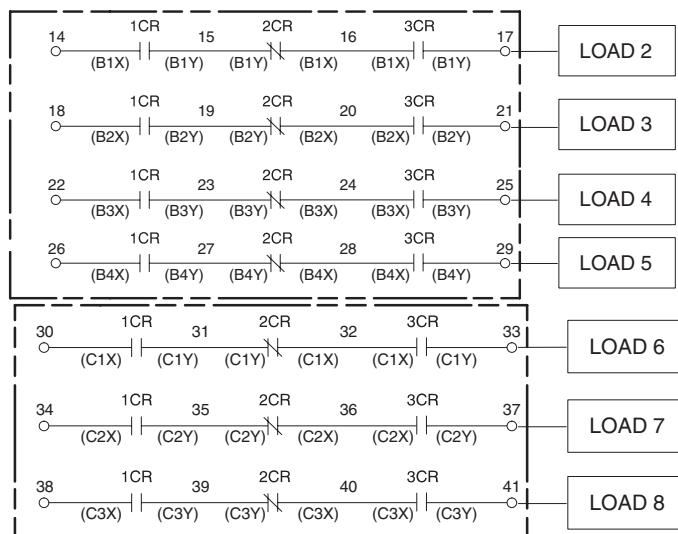 1CR 2CR 3CR
14 15 16 17
(B1X) (B1Y) (B1Y) (B1X) (B1X) (B1Y)
LOAD 2
1CR 2CR 3CR
18 19 20 21
(B2X) (B2Y) (B2Y) (B2X) (B2X) (B2Y)
LOAD 3
1CR 2CR 3CR
22 23 24 25
(B3X) (B3Y) (B3Y) (B3X) (B3X) (B3Y)
LOAD 4
1CR 2CR 3CR
26 27 28 29
(B4X) (B4Y) (B4Y) (B4X) (B4X) (B4Y)
LOAD 5
1CR 2CR 3CR
30 31 32 33
(C1X) (C1Y) (C1Y) (C1X) (C1X) (C1Y)
LOAD 6
1CR 2CR 3CR
34 35 36 37
(C2X) (C2Y) (C2Y) (C2X) (C2X) (C2Y)
LOAD 7
1CR 2CR 3CR
38 39 40 41
(C3X) (C3Y) (C3Y) (C3X) (C3X) (C3Y)
LOAD 8